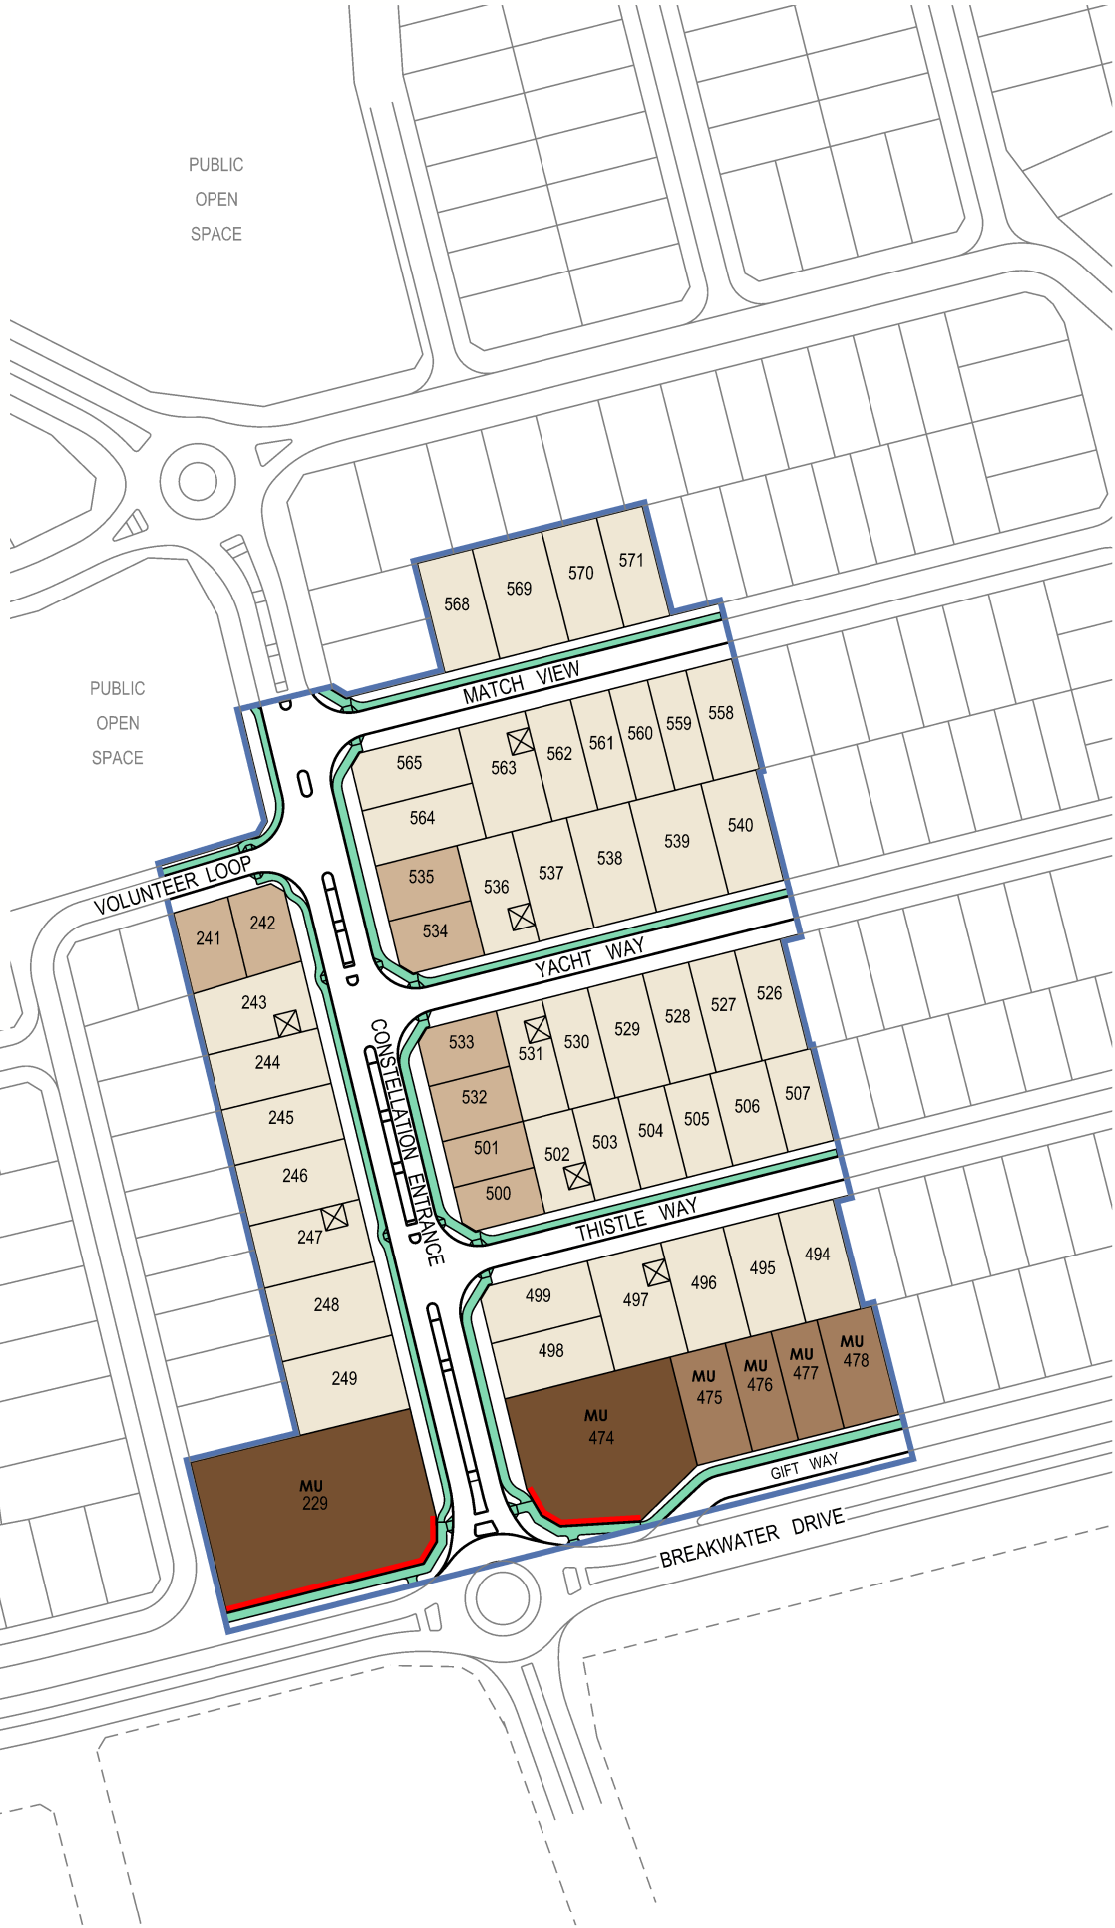 PUBLIC
OPEN
SPACE
571
570
569
568
MATCH VIEW
PUBLIC
OPEN
SPACE
558
559
560
561
562
563
565
564
540
539
538
537
536
535
534
VOLUNTEER LOOP
241
242
YACHT WAY
243
244
245
246
247
248
249
CONSTELLATION ENTRANCE
526
527
528
529
530
531
533
532
501
500
507
506
505
504
503
502
THISTLE WAY
494
495
496
497
499
498
MU
478
MU
477
MU
476
MU
475
MU
474
MU
229
GIFT WAY
BREAKWATER DRIVE